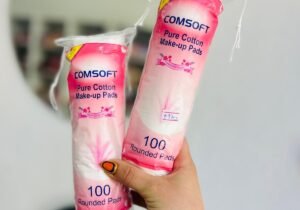 COMSOFT
Pure Cotton
Make-up Pads
100
Rounded Pads
COMSOFT
Pure Cotton
Make-up Pads
100
Rounded Pads